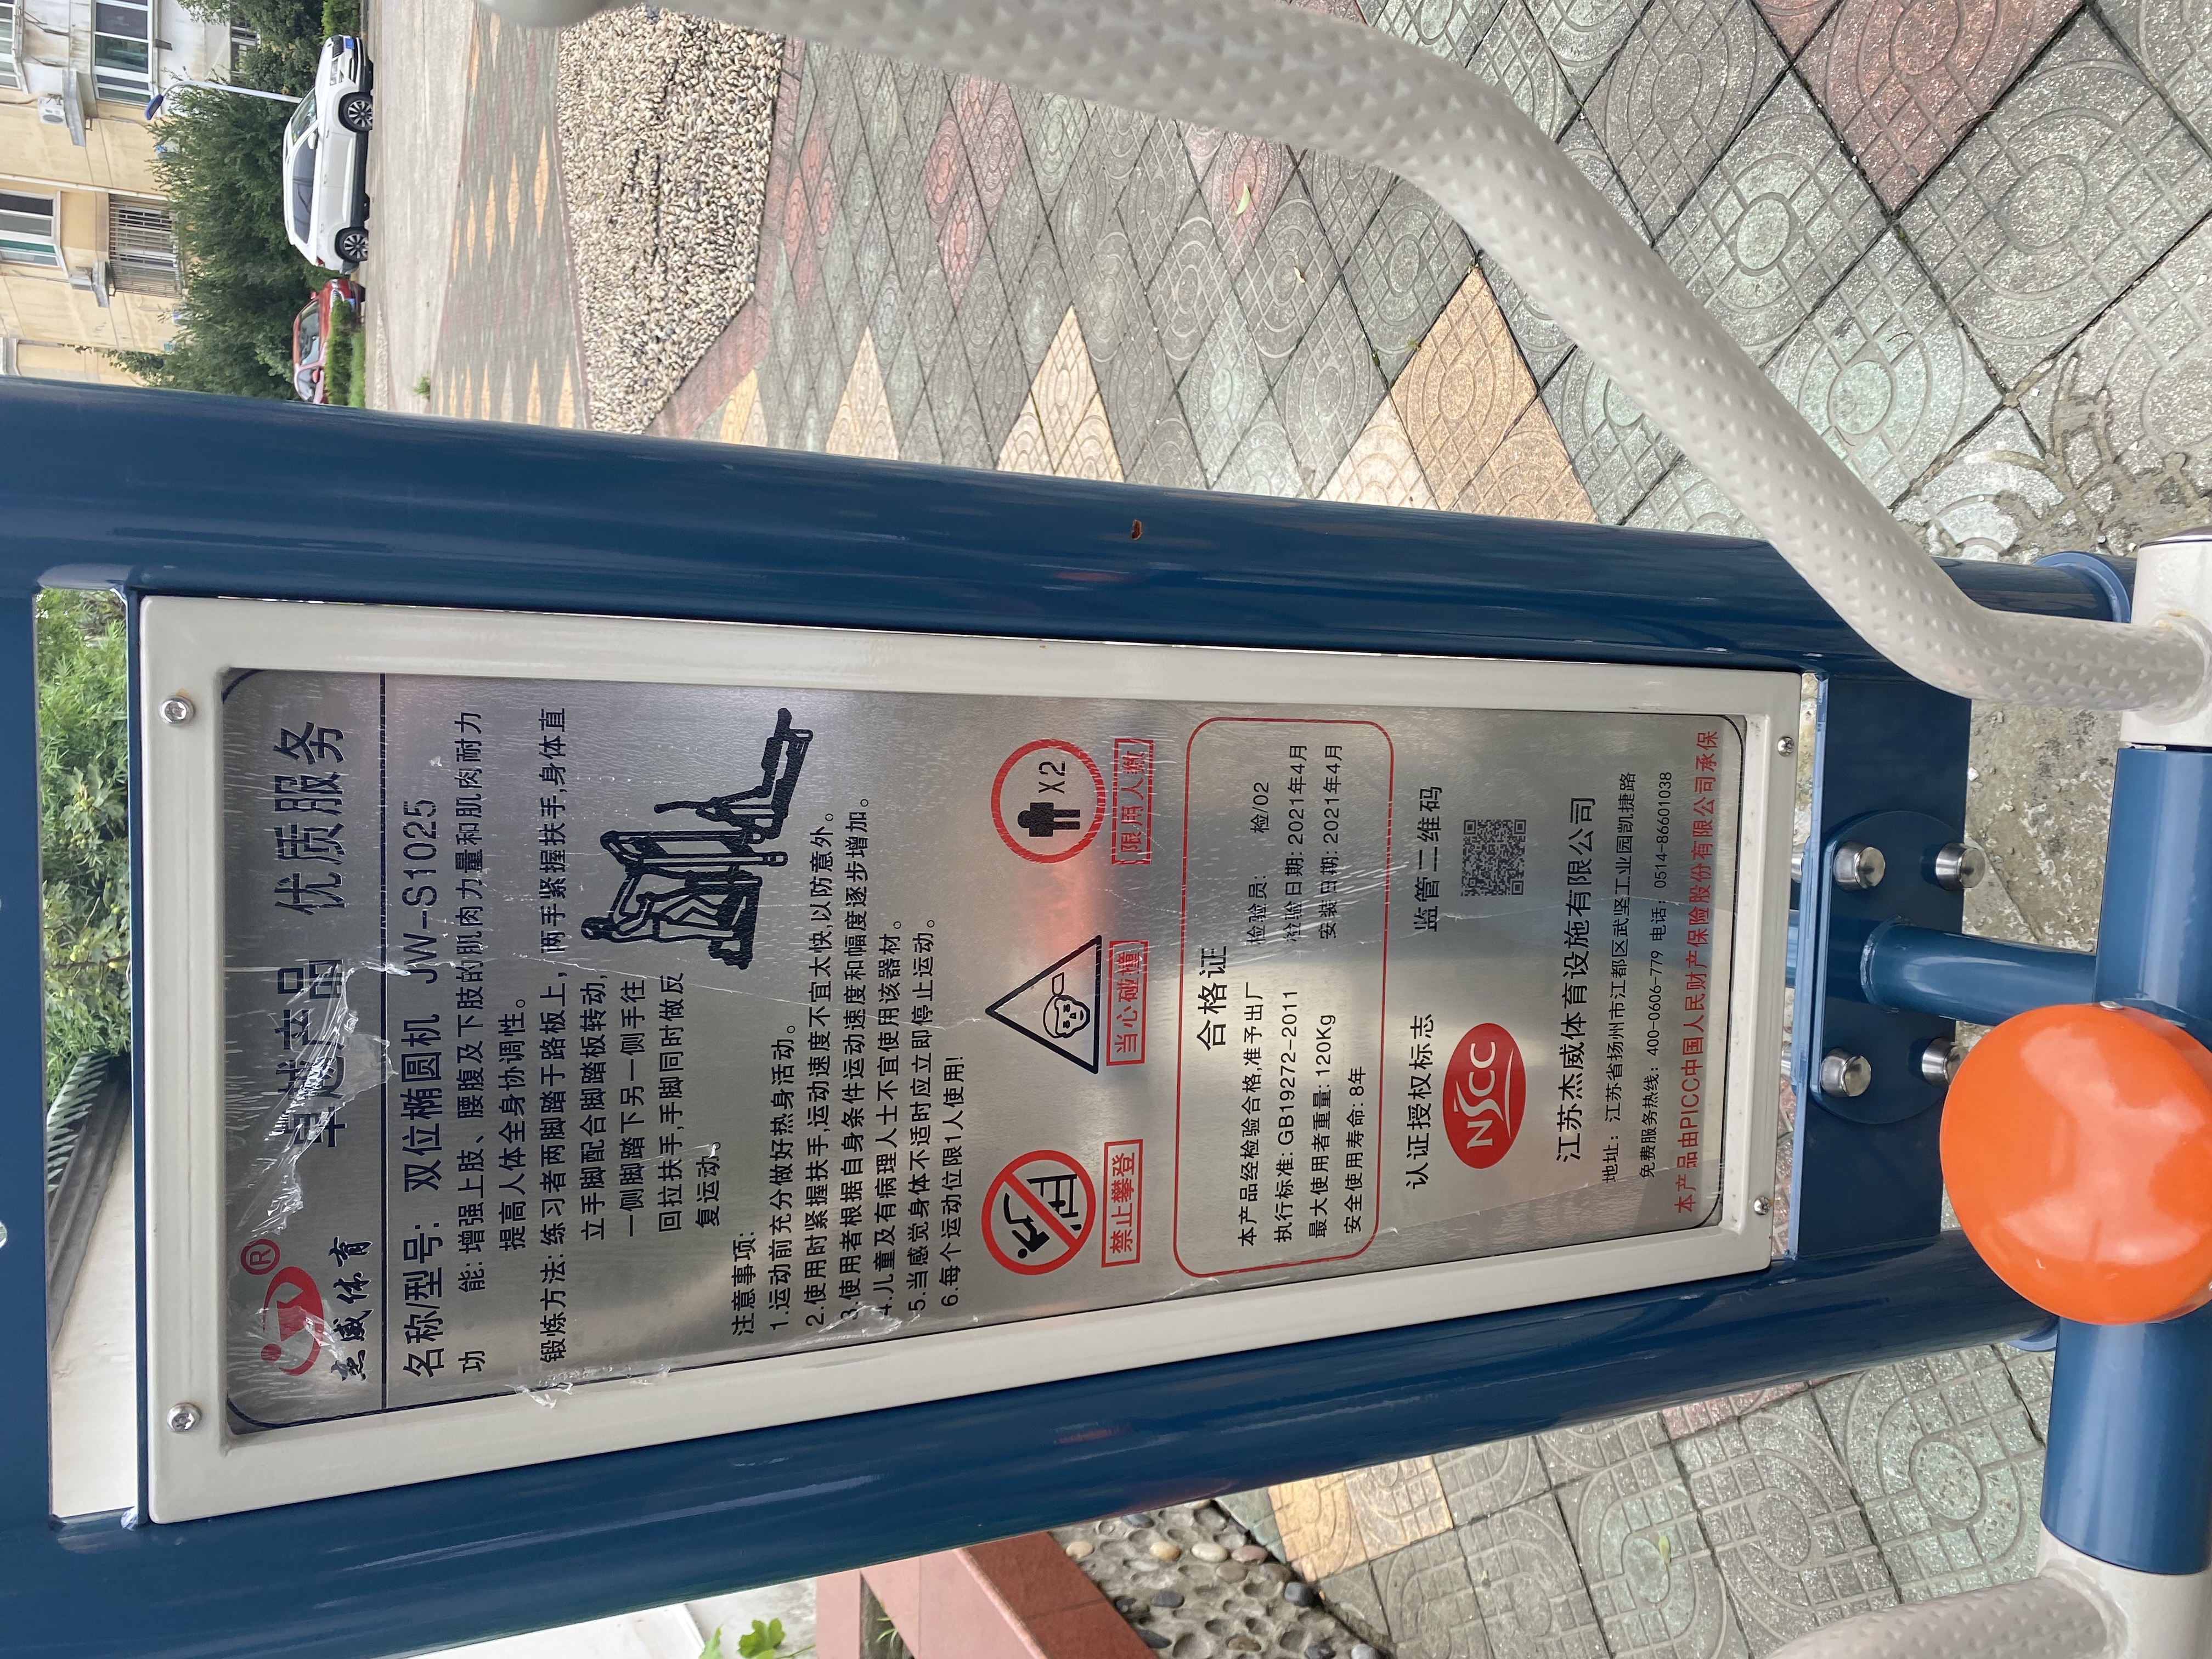 ®
杰威体育
卓越产品 优质服务
名称/型号: 双位椭圆机 JW-S1025
功 能: 增强上肢、腰腹及下肢的肌肉力量和肌肉耐力
提高人体全身协调性。
锻炼方法: 练习者两脚踏于踏板上,两手紧握扶手,身体直
立手脚配合脚踏板转动,
一侧脚踏下另一侧手往
回拉扶手,手脚同时做反
复运动。
注意事项:
1.运动前充分做好热身活动。
2.使用时紧握扶手,运动速度不宜太快,以防意外。
3.使用者根据自身条件运动速度和幅度逐步增加。
4.儿童及有病理人士不宜使用该器材。
5.当感觉身体不适时应立即停止运动。
6.每个运动位限1人使用!
X2
禁止攀登
当心碰撞
限用人数
合格证
本产品经检验合格,准予出厂
执行标准: GB19272-2011
最大使用者重量: 120Kg
安全使用寿命: 8年
检验员: 检02
检验日期: 2021年4月
安装日期: 2021年4月
认证授权标志
监管二维码
NSCC
江苏杰威体育设施有限公司
地址: 江苏省扬州市江都区武坚工业园凯捷路
免费服务热线: 400-0606-779 电话: 0514-86601038
本产品由PICC中国人民财产保险股份有限公司承保